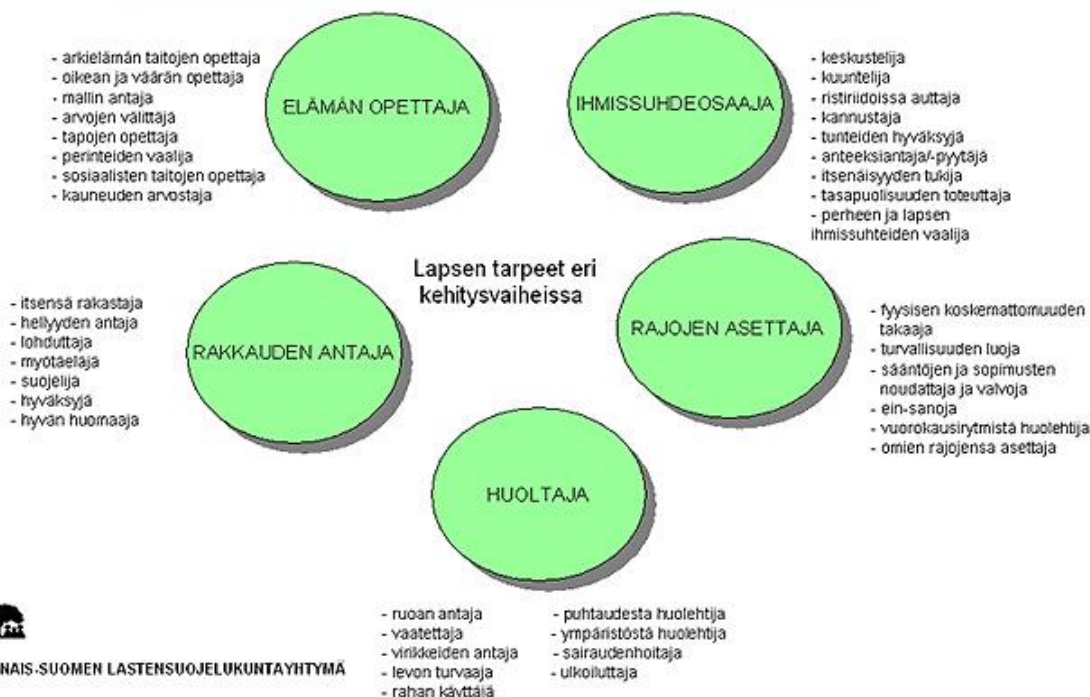 - arkielämän taitojen opettaja
- oikean ja väärän opettaja
- mallin antaja
- arvojen välittäjä
- tapojen opettaja
- perinteiden vaalija
- sosiaalisten taitojen opettaja
- kauneuden arvostaja
ELÄMÄN OPETTAJA
IHMISSUHDEOSAAJA
- keskustelija
- kuuntelija
- ristiriidoissa auttaja
- kannustaja
- tunteiden hyväksyjä
- anteeksiantaja/-pyytäjä
- itsenäisyyden tukija
- tasapuolisuuden toteuttaja
- perheen ja lapsen
ihmissuhteiden vaalija
Lapsen tarpeet eri
kehitysvaiheissa
- itsensä rakastaja
- hellyyden antaja
- lohduttaja
- myötäeläjä
- suojelija
- hyväksyjä
- hyvän huomaaja
RAKKAUDEN ANTAJA
RAJOJEN ASETTAJA
- fyysisen koskemattomuuden
takaaja
- turvallisuuden luoja
- sääntöjen ja sopimusten
noudattaja ja valvoja
- ein-sanoja
- vuorokausirytmistä huolehtija
- omien rajojensa asettaja
HUOLTAJA
- ruoan antaja
- vaatettaja
- virikkeiden antaja
- levon turvaaja
- rahan käyttäjä
- puhtaudesta huolehtija
- ympäristöstä huolehtija
- sairaudenhoitaja
- ulkoiluttaja
NAIS-SUOMEN LASTENSUOJELUKUNTAYHTYMÄ